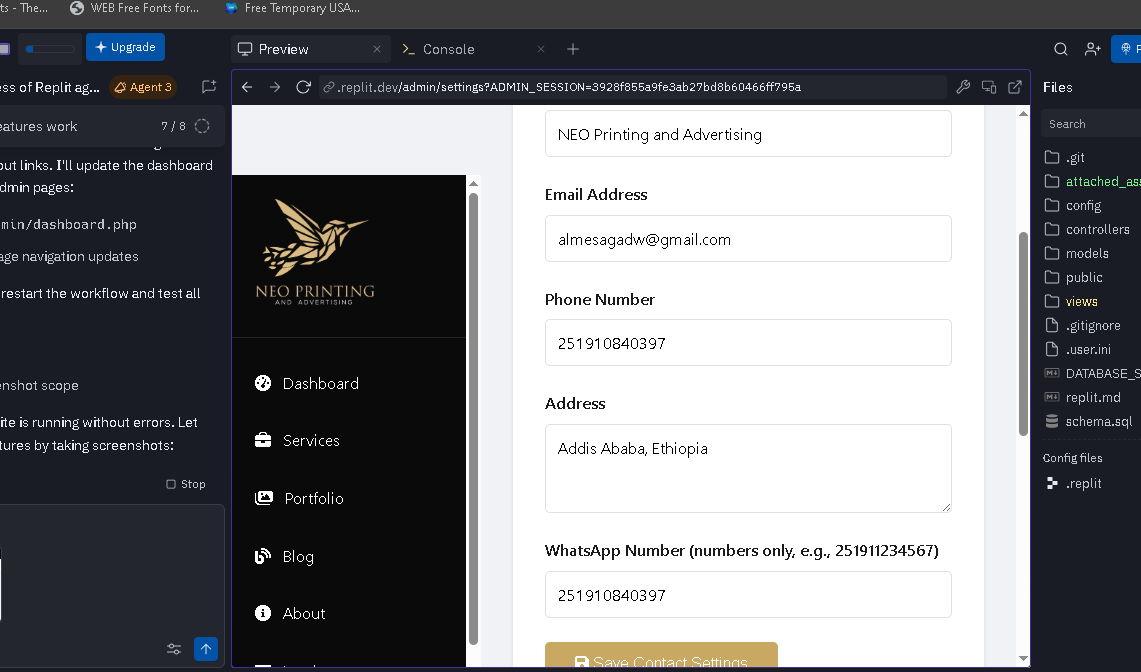 ts - The...
WEB Free Fonts for...
Free Temporary USA...
Upgrade
Preview
Console
ss of Replit ag...
Agent 3
.replit.dev/admin/settings?ADMIN_SESSION=3928f855a9fe3ab27bd8b60466ff795a
Files
eatures work
7 / 8
out links. I'll update the dashboard
dmin pages:
min/dashboard.php
age navigation updates
restart the workflow and test all
enshot scope
ite is running without errors. Let
tures by taking screenshots:
Stop
NEO PRINTING
AND ADVERTISING
Dashboard
Services
Portfolio
Blog
About
NEO Printing and Advertising
Email Address
almesagadw@gmail.com
Phone Number
251910840397
Address
Addis Ababa, Ethiopia
WhatsApp Number (numbers only, e.g., 251911234567)
251910840397
Save Contact Settings
Search
.git
attached_ass
config
controllers
models
public
views
.gitignore
.user.ini
DATABASE_S
replit.md
schema.sql
Config files
.replit